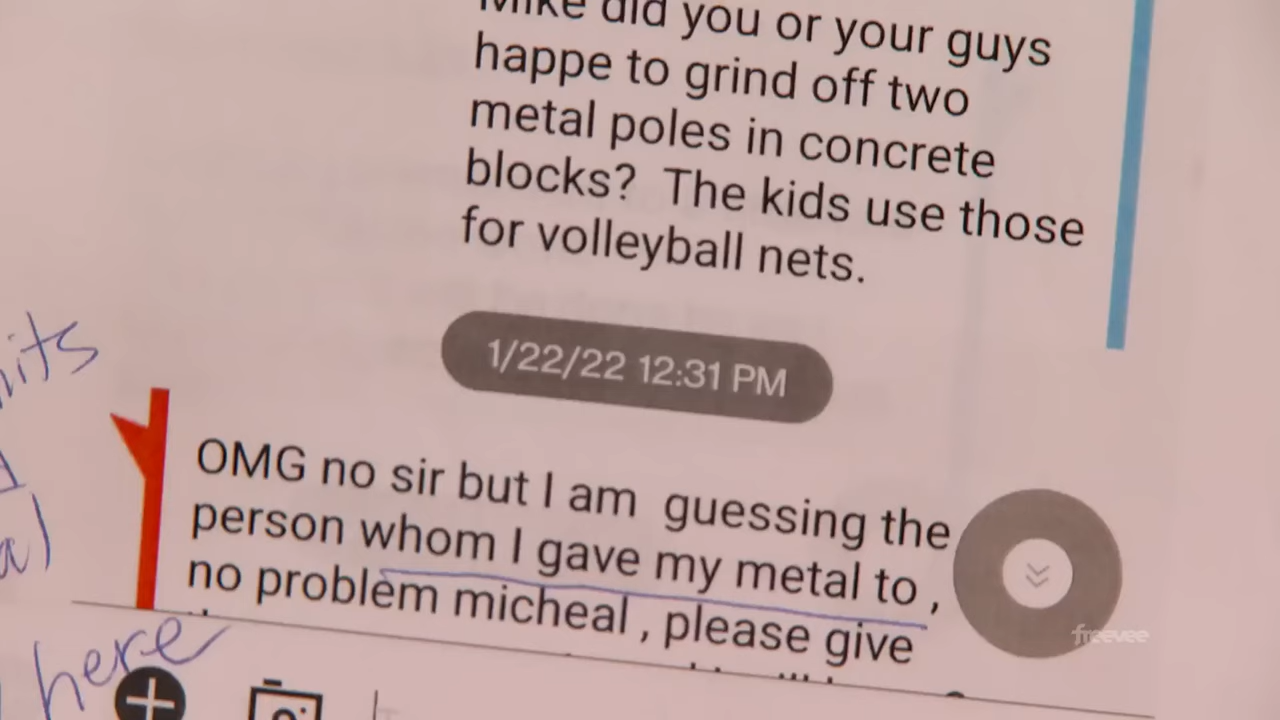 Mike did you or your guys
happe to grind off two
metal poles in concrete
blocks? The kids use those
for volleyball nets.
1/22/22 12:31 PM
OMG no sir but I am guessing the
person whom I gave my metal to ,
no problem micheal , please give
here
freevee